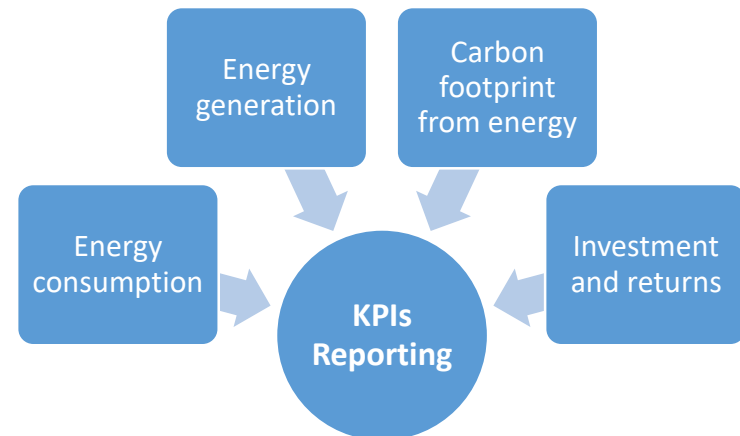 Energy
generation
Carbon
footprint
from energy
Energy
consumption
Investment
and returns
KPIs
Reporting